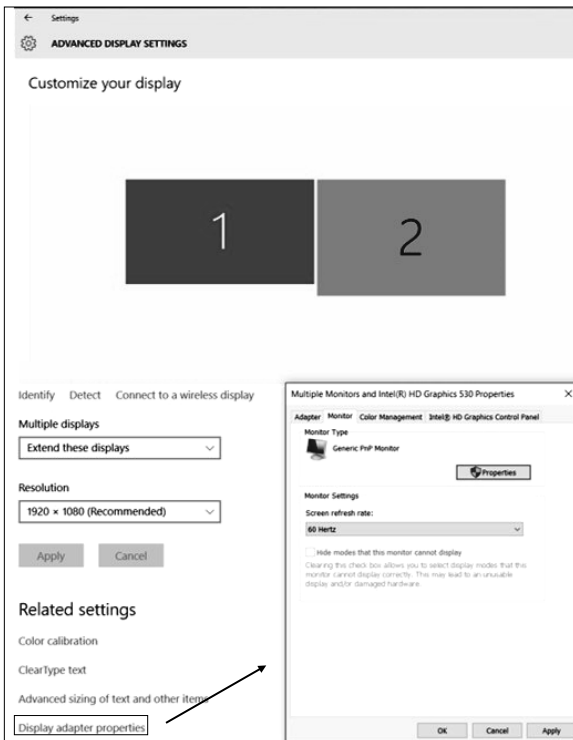 Settings
ADVANCED DISPLAY SETTINGS
Customize your display
1
2
Identify Detect Connect to a wireless display
Multiple displays
Extend these displays
Resolution
1920 × 1080 (Recommended)
Apply Cancel
Related settings
Color calibration
ClearType text
Advanced sizing of text and other items
Display adapter properties
Multiple Monitors and Intel(R) HD Graphics 530 Properties
Adapter Monitor Color Management Intel® HD Graphics Control Panel
Monitor Type
Generic PnP Monitor
Properties
Monitor Settings
Screen refresh rate:
60 Hertz
Hide modes that this monitor cannot display
Clearing this check box allows you to select display modes that this
monitor cannot display correctly. This may lead to an unusable
display and/or damaged hardware.
OK Cancel Apply